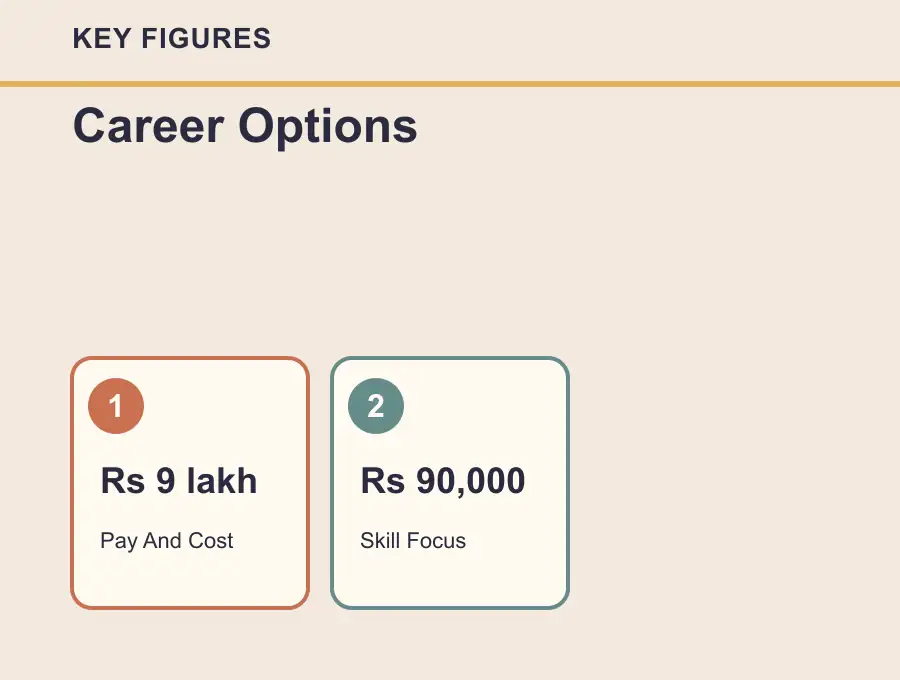 KEY FIGURES
Career Options
1
Rs 9 lakh
Pay And Cost
2
Rs 90,000
Skill Focus